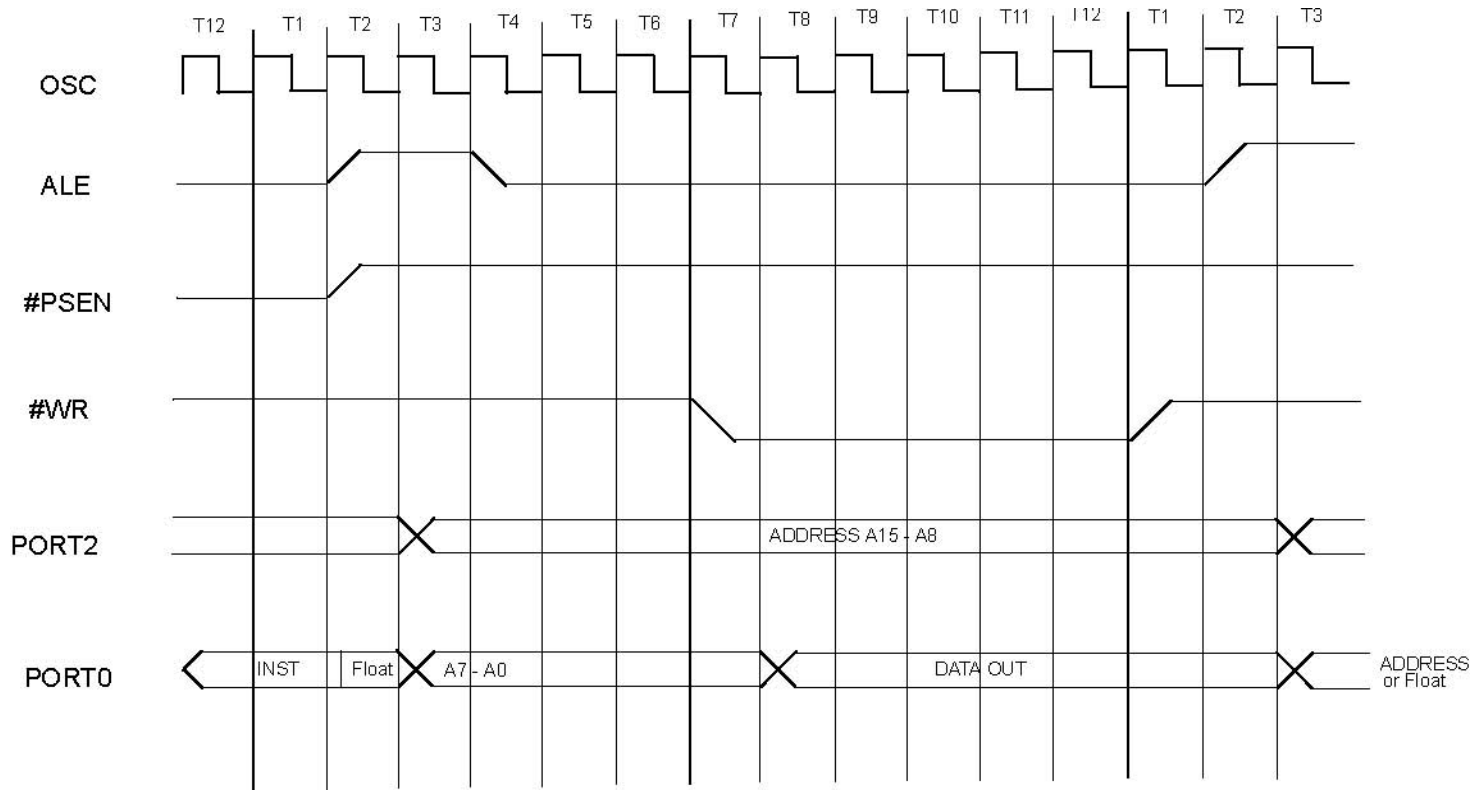 T12 T1 T2 T3 T4 T5 T6 T7 T8 T9 T10 T11 T12 T1 T2 T3
OSC
ALE
#PSEN
#WR
PORT2 ADDRESS A15 - A8
PORT0 INST Float A7 - A0 DATA OUT ADDRESS
or Float